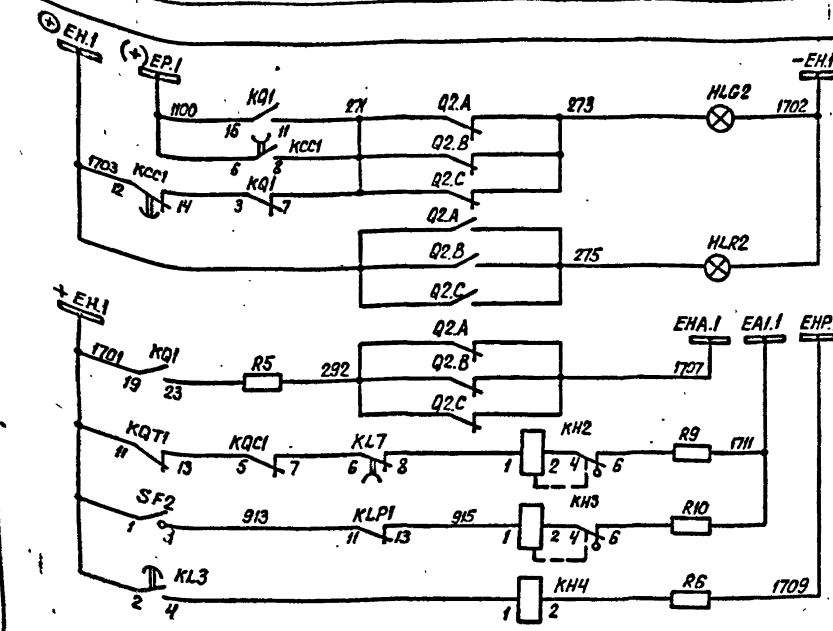 ⊕ EH.1
(+) EP.1
-EH.1
1100 KQ1 271 Q2.A 273 HLG2 1702
16 11
KCC1 Q2.B
6 8
1703 KCC1 KQ1 Q2.C
12 14 3 7
Q2.A
Q2.B 275 HLR2
Q2.C
+ EH.1
EHA.1 EA1.1 EHP.
1701 KQ1 R5 292 Q2.A
19 23
Q2.B 1707
Q2.C
KQT1 KQC1 KL7 KH2 R9 1711
11 13 5 7 6 8 1 2 4 6
SF2 913 KLP1 915 KH3 R10
1 3 11 13 1 2 4 6
KL3 KH4 R6 1709
2 4 1 2